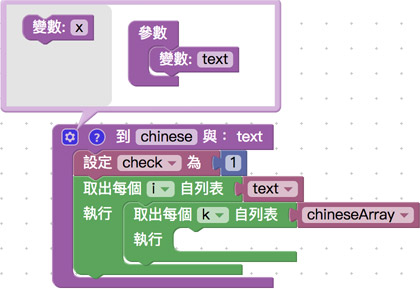 變數: x
參數
變數: text
? 到 chinese 與： text
設定 check 為 1
取出每個 i 自列表 text
執行 取出每個 k 自列表 chineseArray
執行